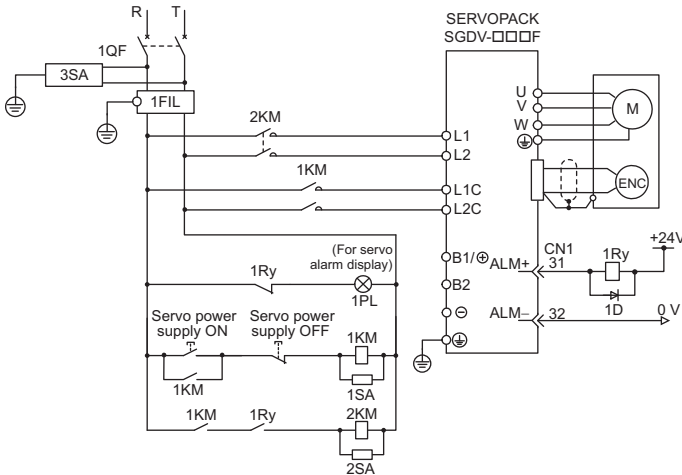 R T
1QF
3SA
1FIL
2KM
1KM
(For servo
alarm display)
1Ry
1PL
Servo power
supply ON
Servo power
supply OFF
1KM
1KM
1SA
1KM
1Ry
2KM
2SA
SERVOPACK
SGDV-□□□F
L1
L2
L1C
L2C
B1/⊕
B2
⊖
U
V
W
M
ENC
CN1
ALM+
31
1Ry
+24V
1D
ALM−
32
0 V